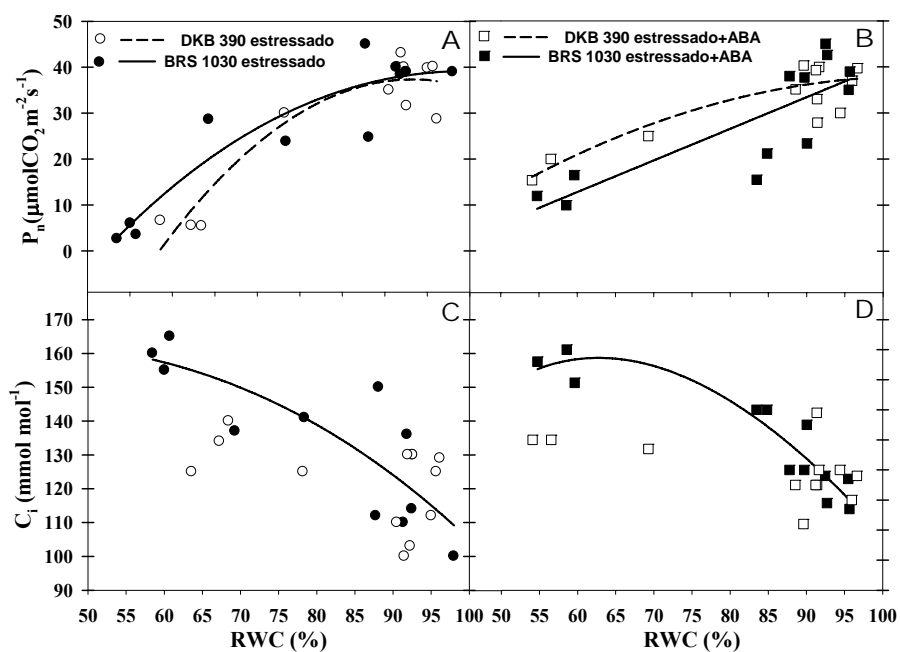 DKB 390 estressado
BRS 1030 estressado
A
DKB 390 estressado+ABA
BRS 1030 estressado+ABA
B
50
40
30
20
10
0
Pn(μmolCO2m-2s-1)
C
D
170
160
150
140
130
120
110
100
90
Ci (mmol mol-1)
50 55 60 65 70 75 80 85 90 95 100
55 60 65 70 75 80 85 90 95 100
RWC (%)
RWC (%)